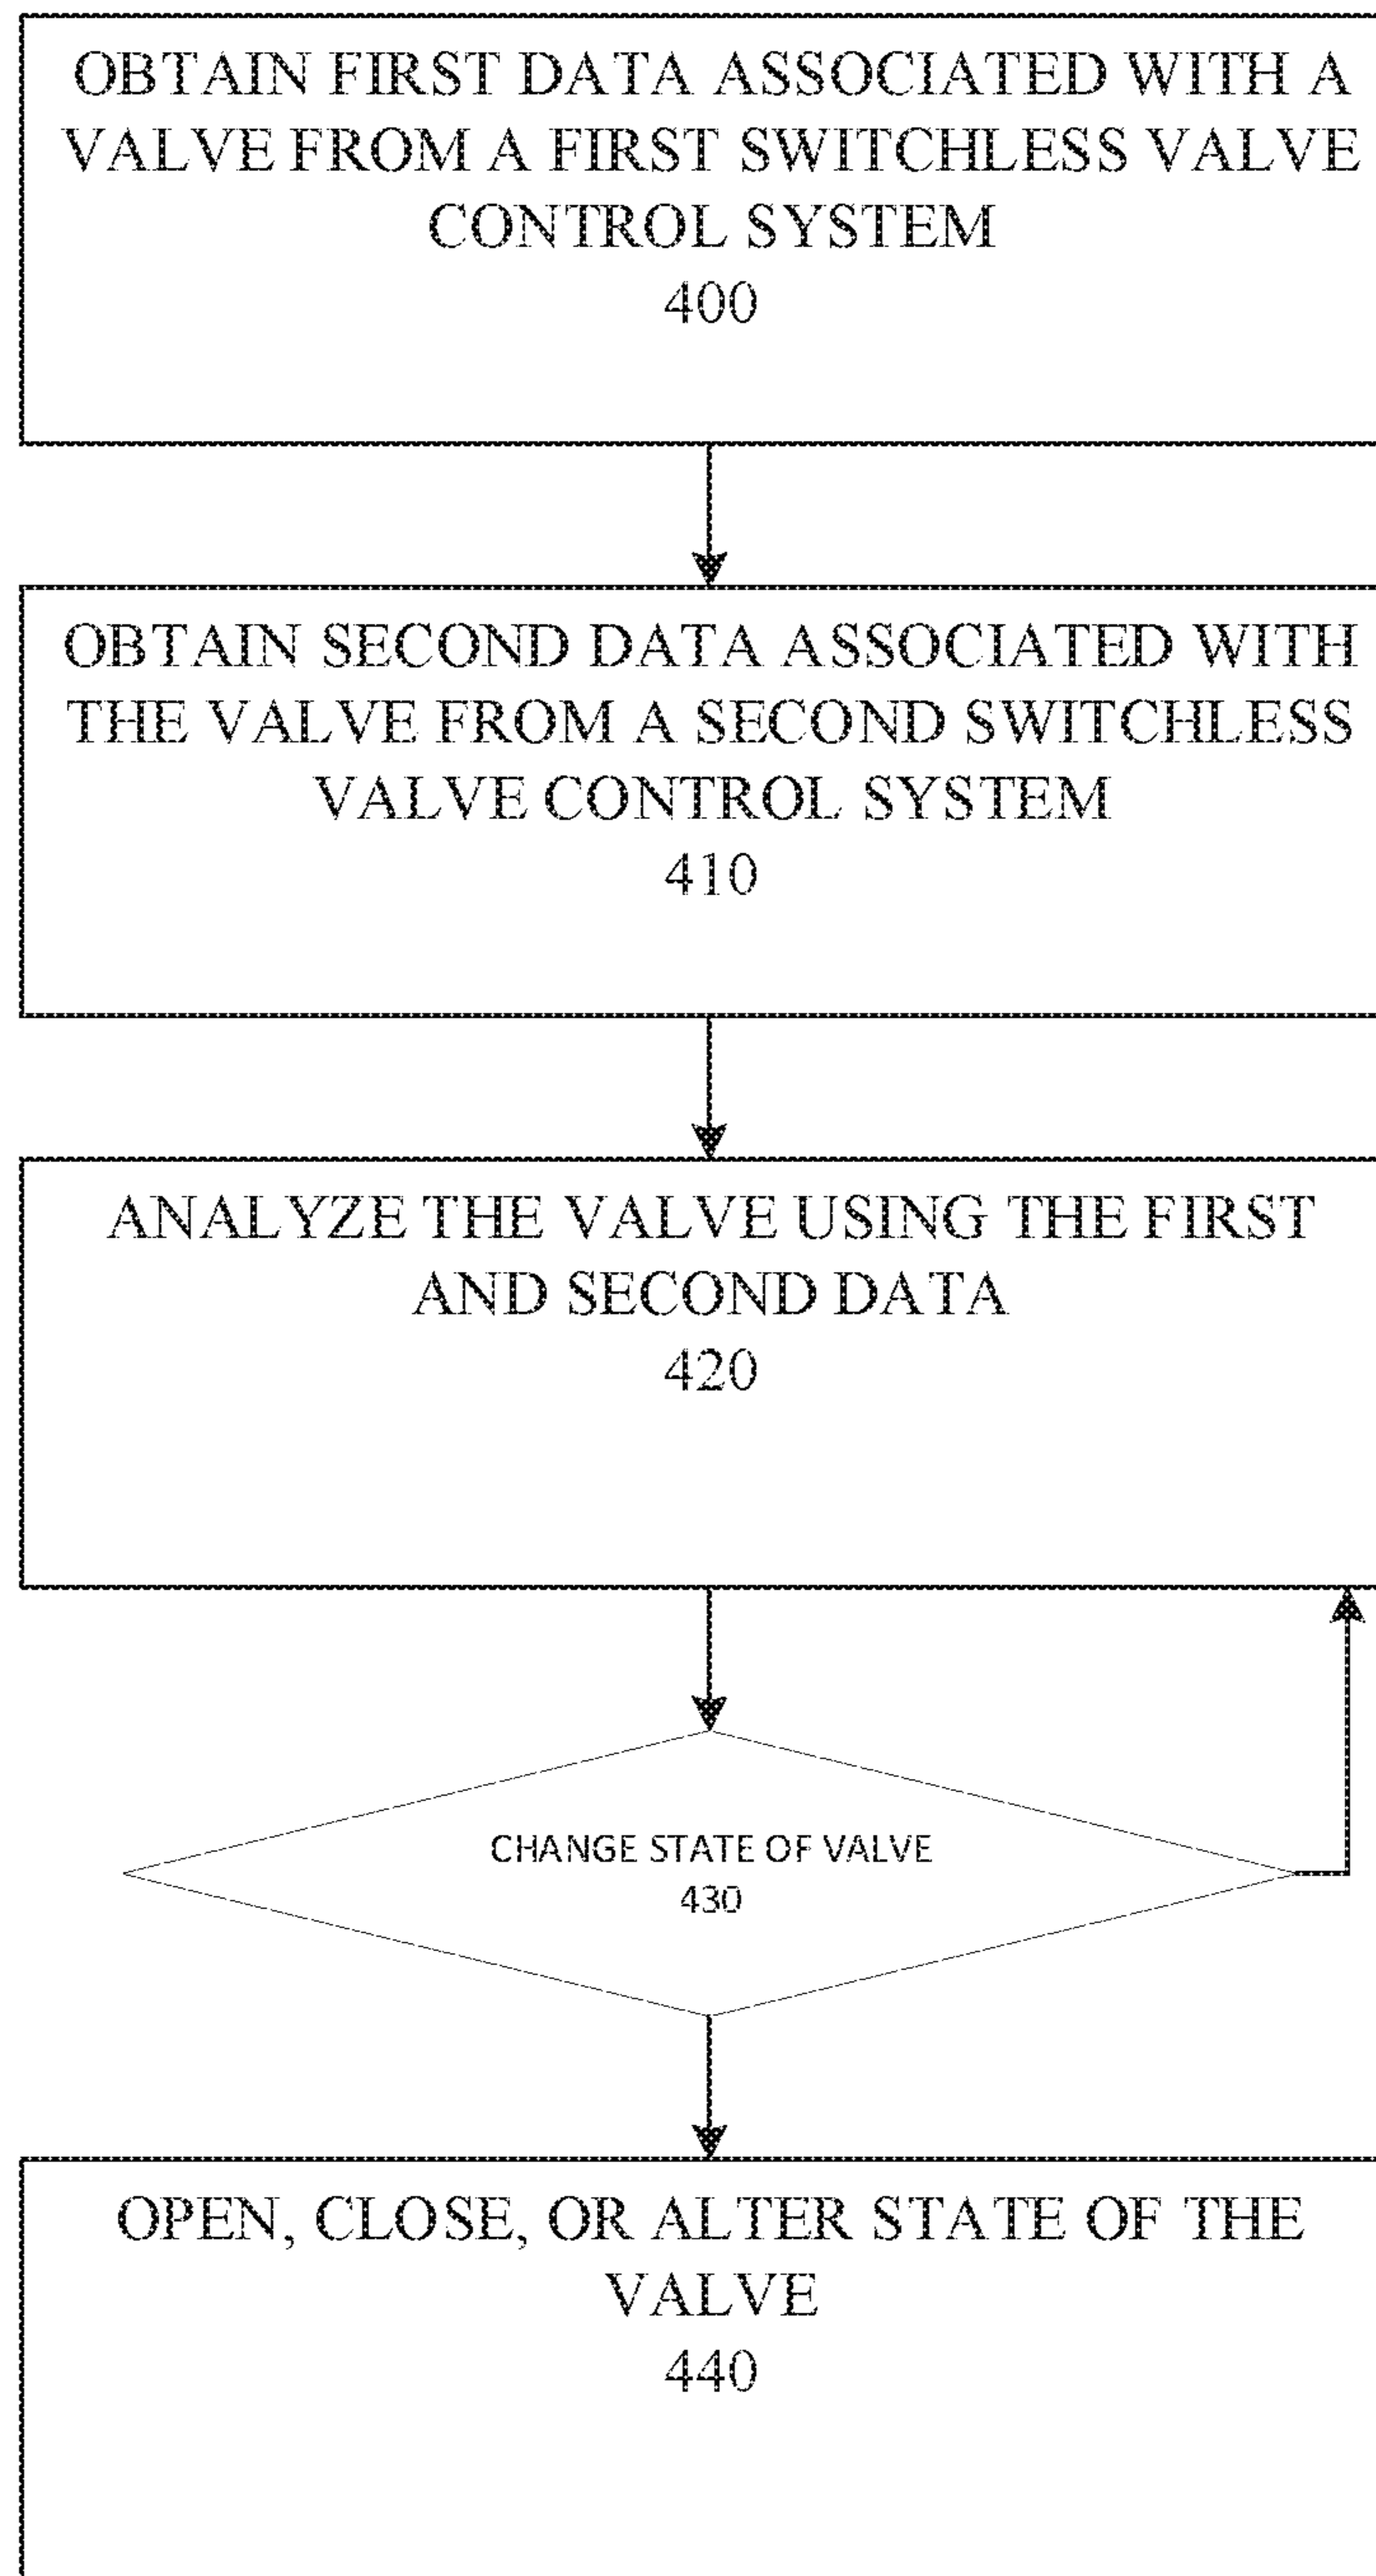 OBTAIN FIRST DATA ASSOCIATED WITH A
VALVE FROM A FIRST SWITCHLESS VALVE
CONTROL SYSTEM
400
OBTAIN SECOND DATA ASSOCIATED WITH
THE VALVE FROM A SECOND SWITCHLESS
VALVE CONTROL SYSTEM
410
ANALYZE THE VALVE USING THE FIRST
AND SECOND DATA
420
CHANGE STATE OF VALVE
430
OPEN, CLOSE, OR ALTER STATE OF THE
VALVE
440